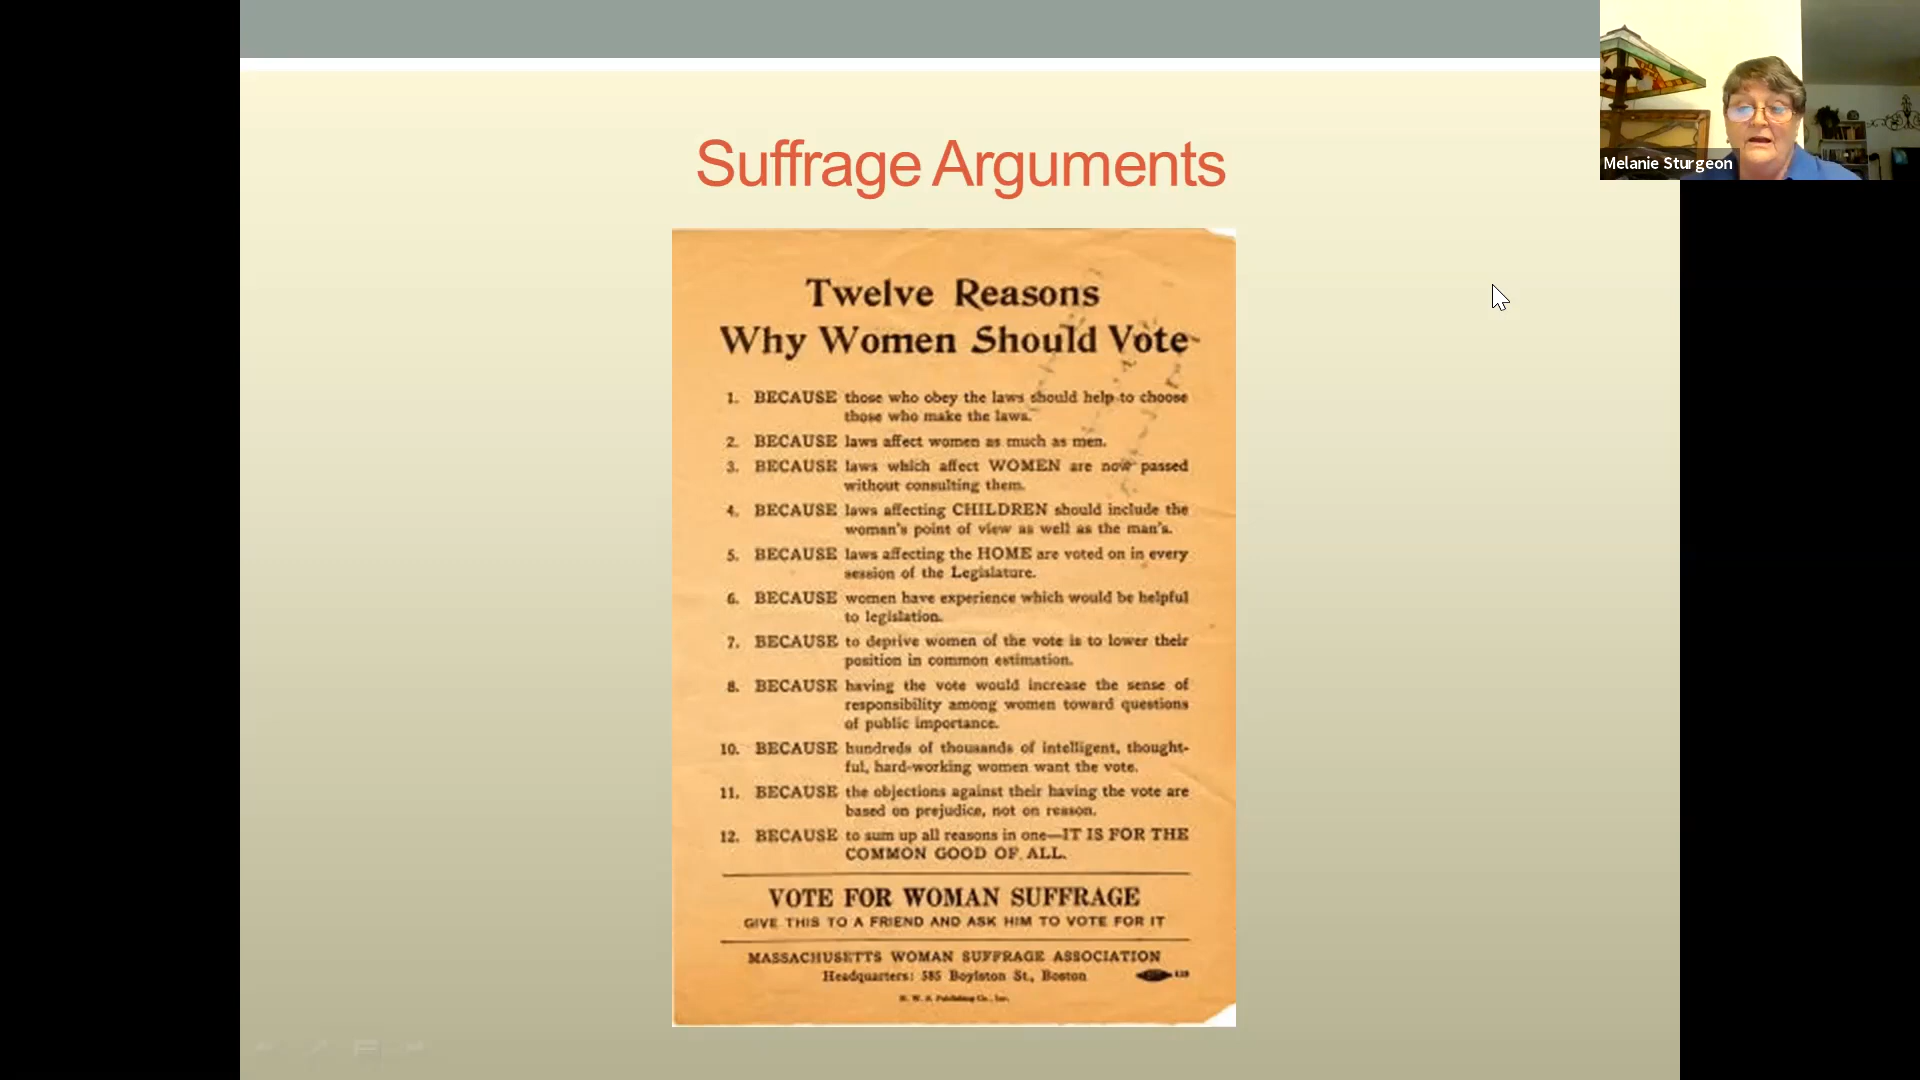 Suffrage Arguments
Melanie Sturgeon
Twelve Reasons
Why Women Should Vote
1. BECAUSE those who obey the laws should help to choose
those who make the laws.
2. BECAUSE laws affect women as much as men.
3. BECAUSE laws which affect WOMEN are now passed
without consulting them.
4. BECAUSE laws affecting CHILDREN should include the
woman's point of view as well as the man's.
5. BECAUSE laws affecting the HOME are voted on in every
session of the Legislature.
6. BECAUSE women have experience which would be helpful
to legislation.
7. BECAUSE to deprive women of the vote is to lower their
position in common estimation.
8. BECAUSE having the vote would increase the sense of
responsibility among women toward questions
of public importance.
10. BECAUSE hundreds of thousands of intelligent, thought-
ful, hard-working women want the vote.
11. BECAUSE the objections against their having the vote are
based on prejudice, not on reason.
12. BECAUSE to sum up all reasons in one—IT IS FOR THE
COMMON GOOD OF ALL.
VOTE FOR WOMAN SUFFRAGE
GIVE THIS TO A FRIEND AND ASK HIM TO VOTE FOR IT
MASSACHUSETTS WOMAN SUFFRAGE ASSOCIATION
Headquarters: 585 Boylston St., Boston
Publishing Co., Inc.